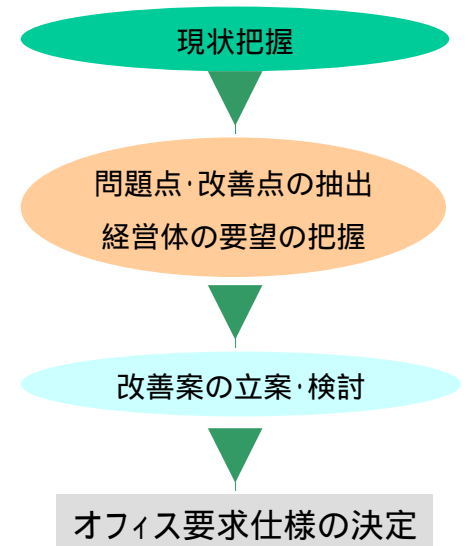 現状把握
問題点・改善点の抽出
経営体の要望の把握
改善案の立案・検討
オフィス要求仕様の決定